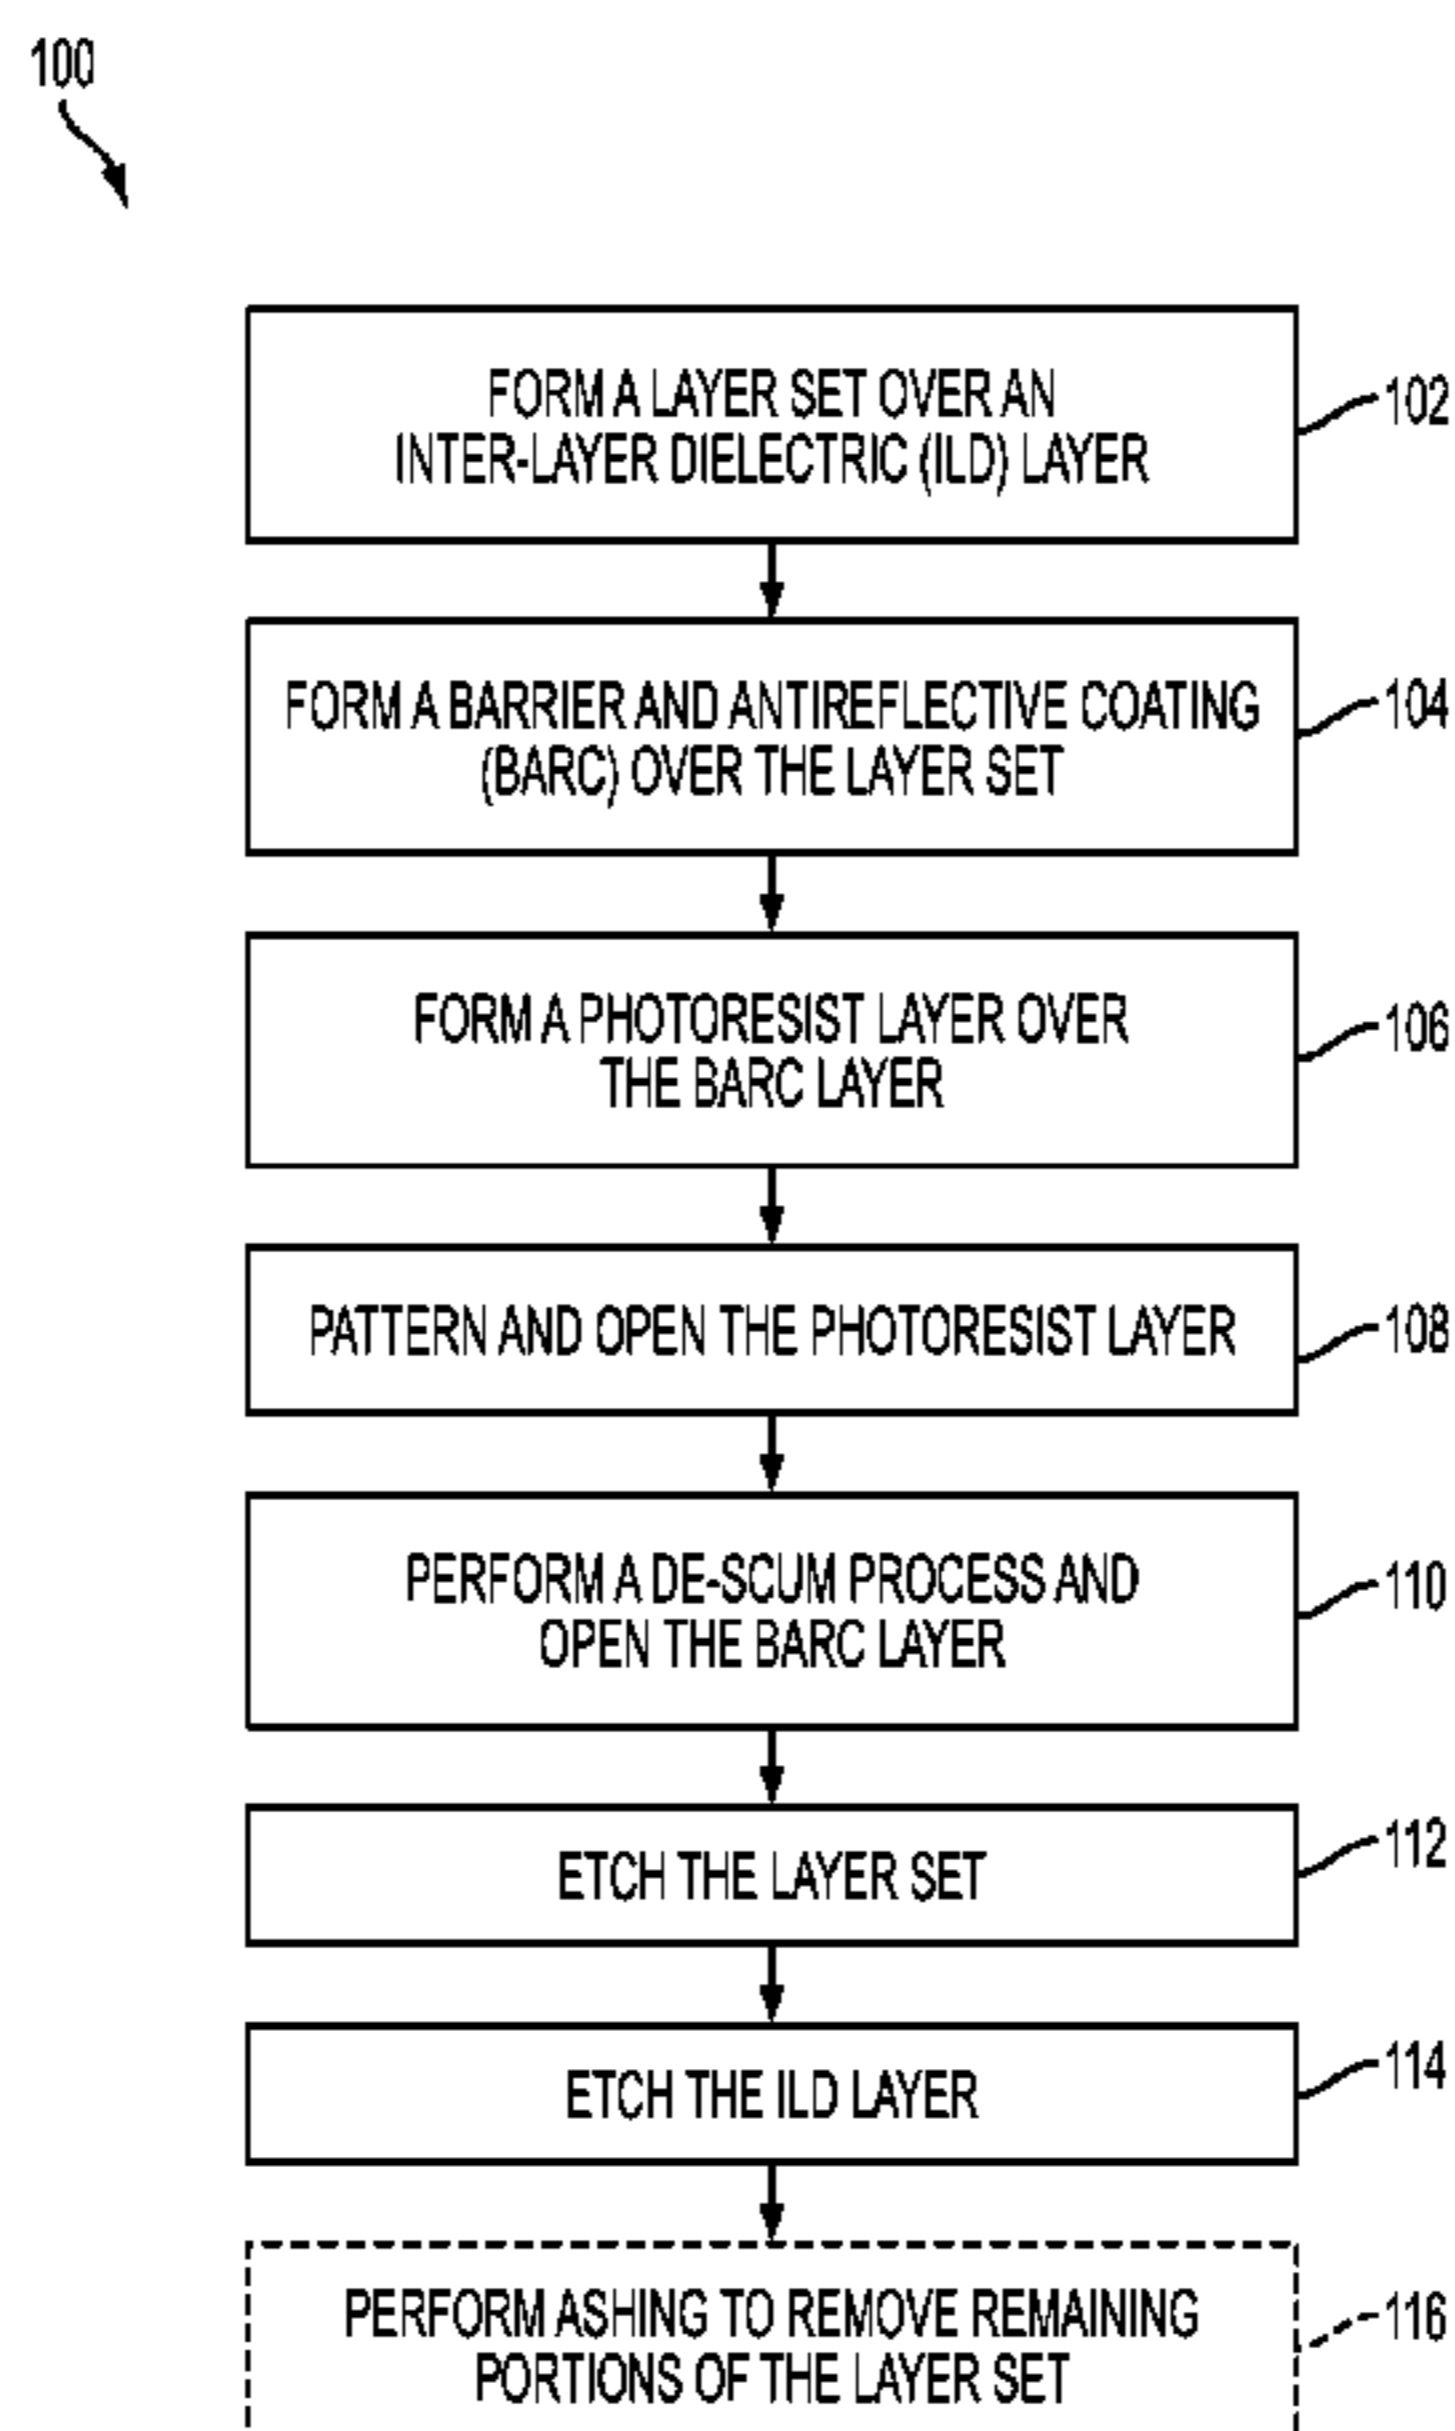 100
FORM A LAYER SET OVER AN
INTER-LAYER DIELECTRIC (ILD) LAYER
102
FORM A BARRIER AND ANTIREFLECTIVE COATING
(BARC) OVER THE LAYER SET
104
FORM A PHOTORESIST LAYER OVER
THE BARC LAYER
106
PATTERN AND OPEN THE PHOTORESIST LAYER
108
PERFORM A DE-SCUM PROCESS AND
OPEN THE BARC LAYER
110
ETCH THE LAYER SET
112
ETCH THE ILD LAYER
114
PERFORM ASHING TO REMOVE REMAINING
PORTIONS OF THE LAYER SET
116